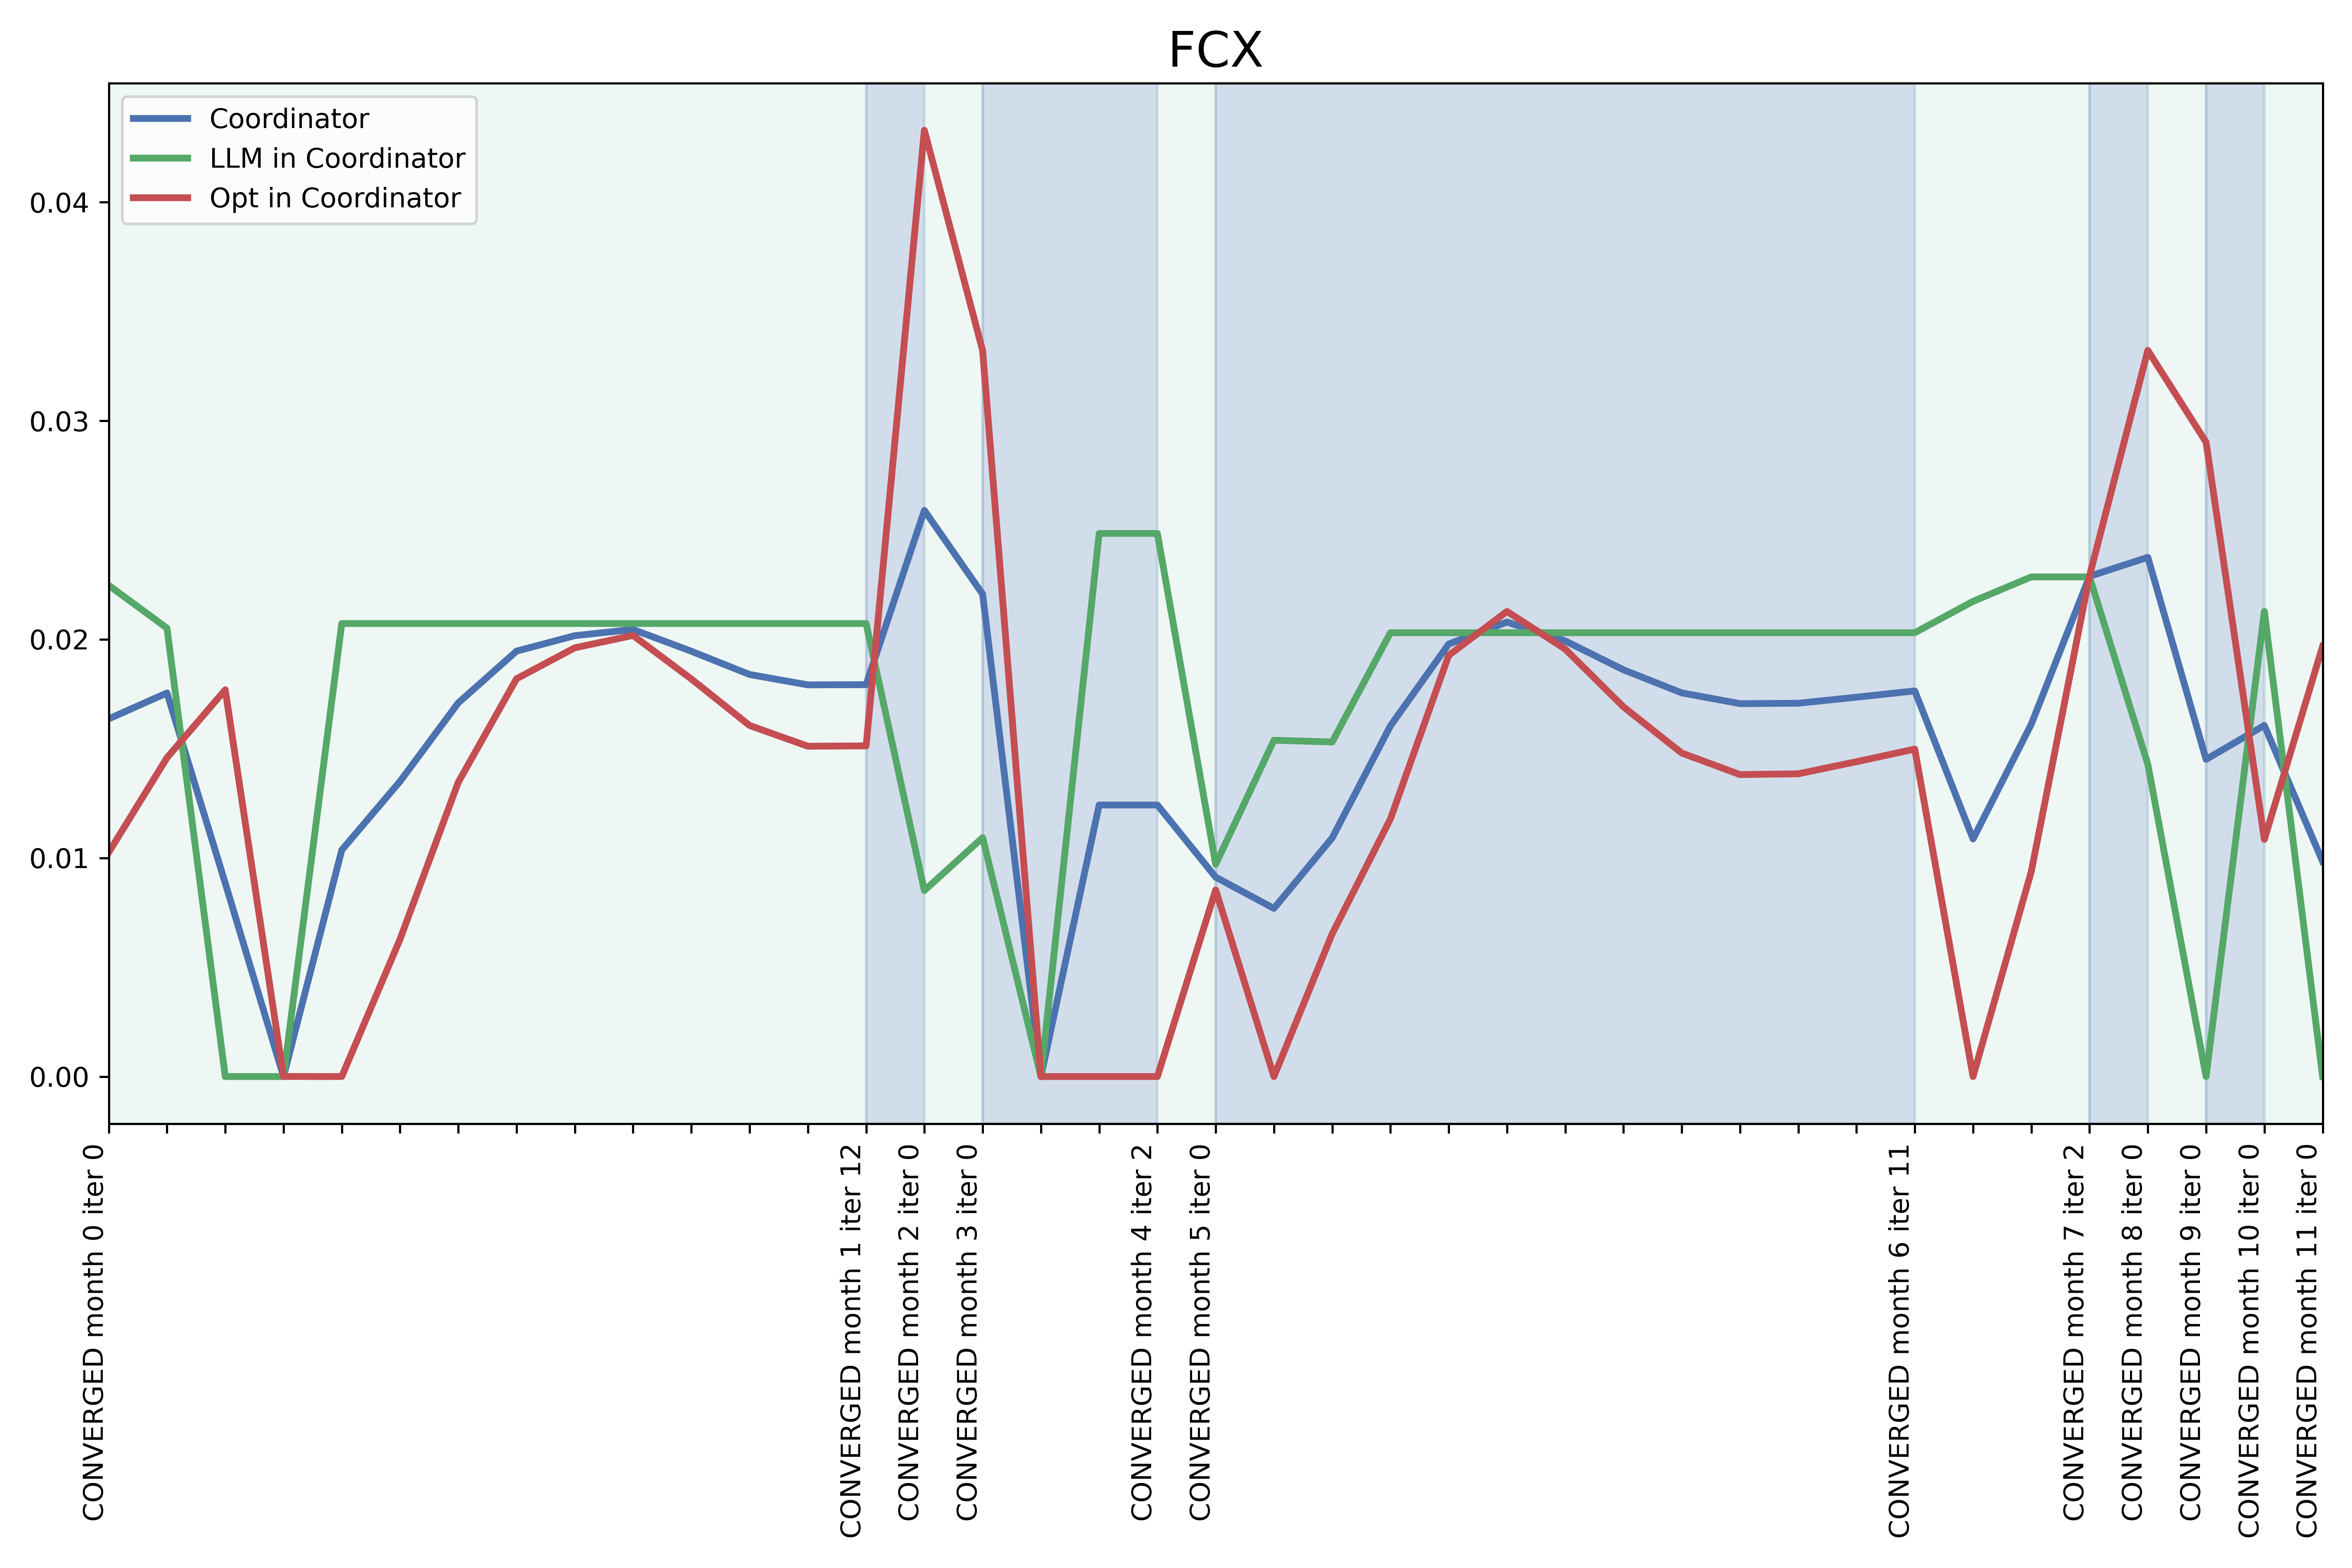 FCX
Coordinator
LLM in Coordinator
Opt in Coordinator
0.04
0.03
0.02
0.01
0.00
CONVERGED month 0 iter 0
CONVERGED month 1 iter 12
CONVERGED month 2 iter 0
CONVERGED month 3 iter 0
CONVERGED month 4 iter 2
CONVERGED month 5 iter 0
CONVERGED month 6 iter 11
CONVERGED month 7 iter 2
CONVERGED month 8 iter 0
CONVERGED month 9 iter 0
CONVERGED month 10 iter 0
CONVERGED month 11 iter 0